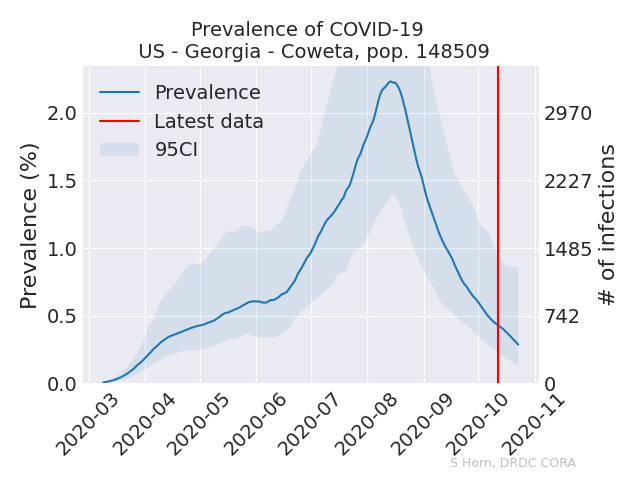 Prevalence of COVID-19
US - Georgia - Coweta, pop. 148509
Prevalence
Latest data
95CI
Prevalence (%)
2.0
1.5
1.0
0.5
0.0
2970
2227
1485
742
0
# of infections
2020-03
2020-04
2020-05
2020-06
2020-07
2020-08
2020-09
2020-10
2020-11
S Horn, DRDC CORA